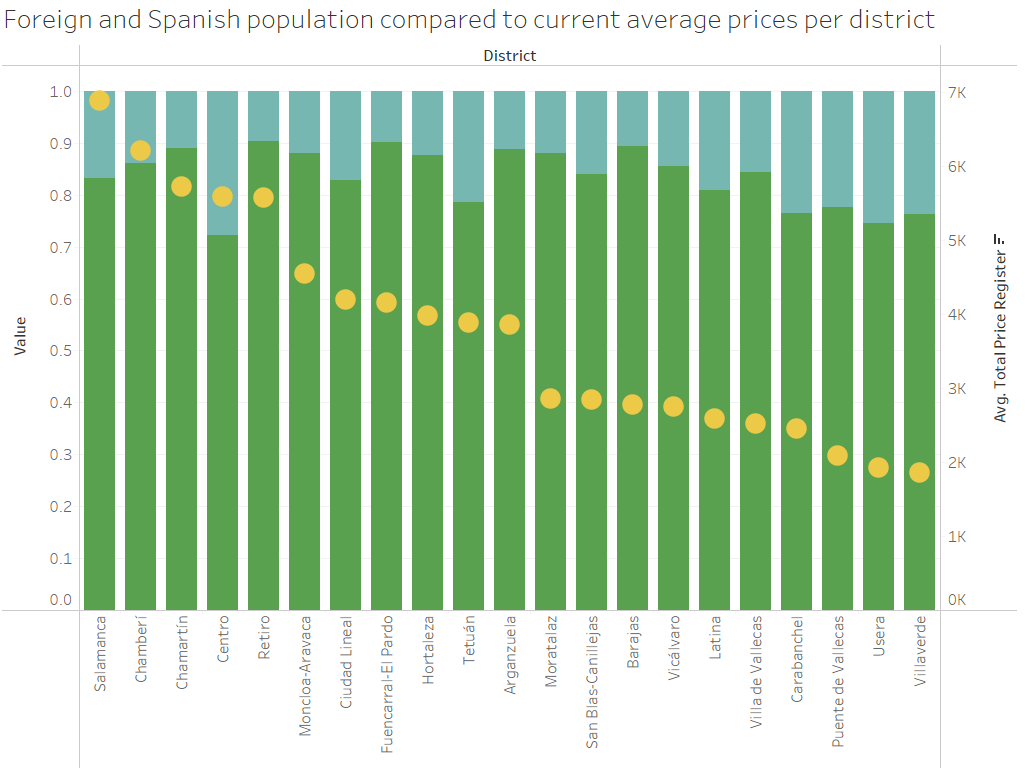 Foreign and Spanish population compared to current average prices per district
District
1.0
0.9
0.8
0.7
0.6
0.5
0.4
0.3
0.2
0.1
0.0
Value
7K
6K
5K
4K
3K
2K
1K
0K
Avg. Total Price Register
Salamanca
Chamberí
Chamartín
Centro
Retiro
Moncloa-Aravaca
Ciudad Lineal
Fuencarral-El Pardo
Hortaleza
Tetuán
Arganzuela
Moratalaz
San Blas-Canillejas
Barajas
Vicálvaro
Latina
Villa de Vallecas
Carabanchel
Puente de Vallecas
Usera
Villaverde